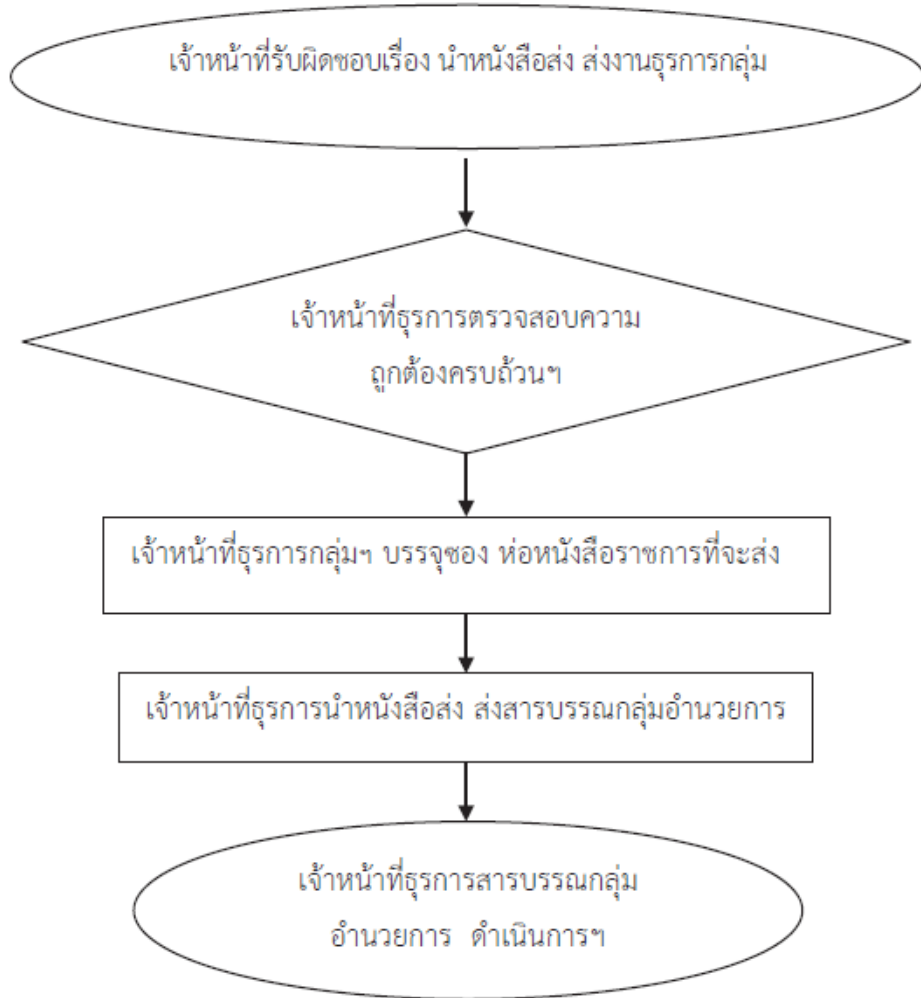 เจ้าหน้าที่รับผิดชอบเรื่อง นำหนังสือส่ง ส่งงานธุรการกลุ่ม
เจ้าหน้าที่ธุรการตรวจสอบความ
ถูกต้องครบถ้วนฯ
เจ้าหน้าที่ธุรการกลุ่มฯ บรรจุซอง ห่อหนังสือราชการที่จะส่ง
เจ้าหน้าที่ธุรการนำหนังสือส่ง ส่งสารบรรณกลุ่มอำนวยการ
เจ้าหน้าที่ธุรการสารบรรณกลุ่ม
อำนวยการ ดำเนินการฯ